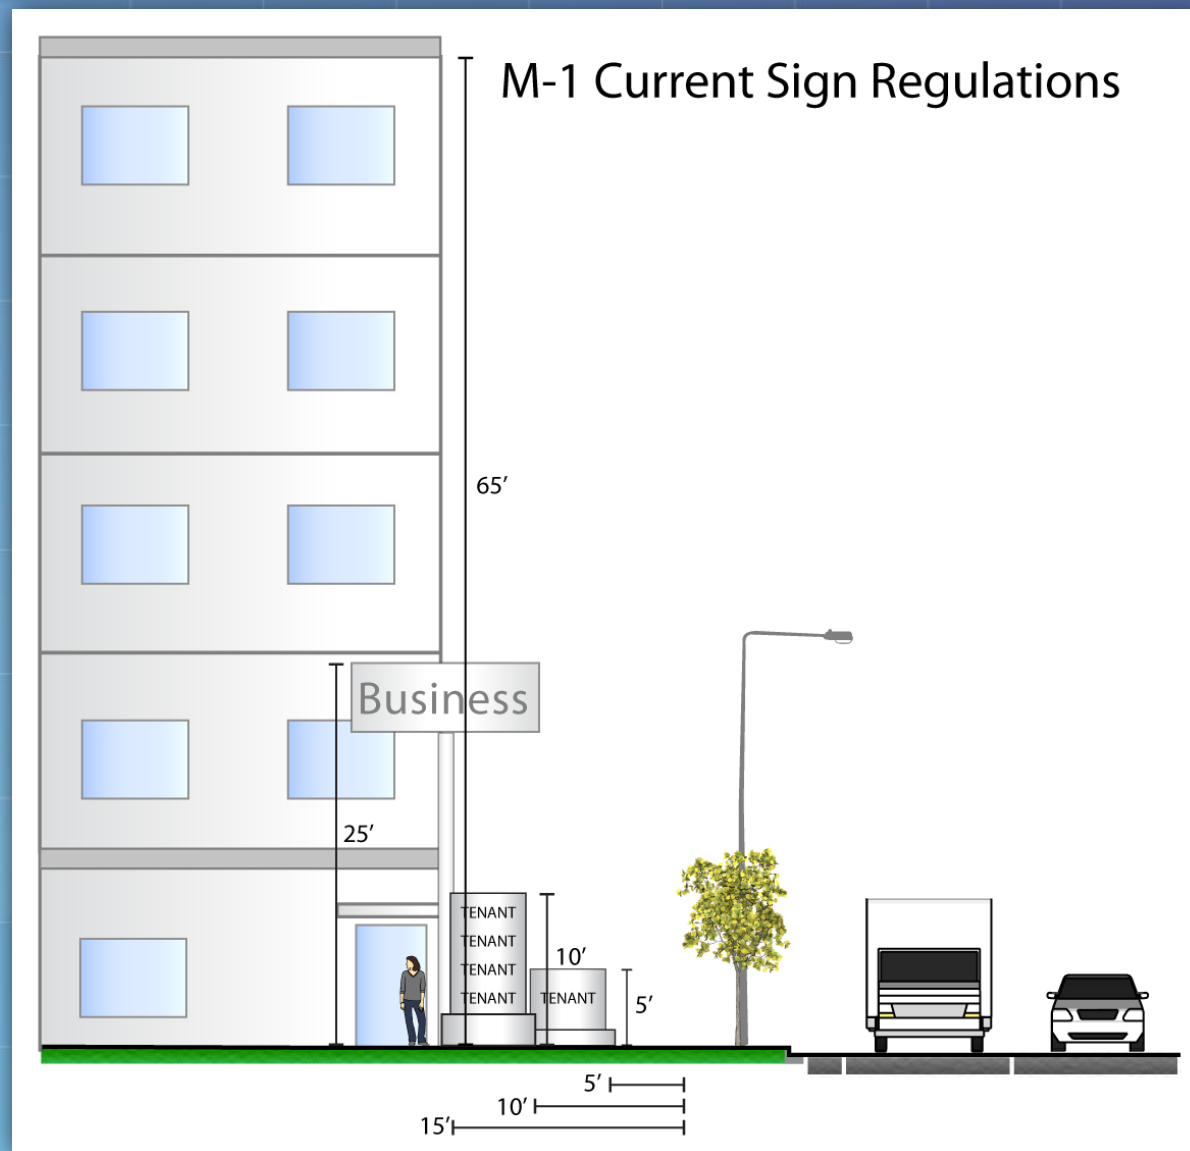 M-1 Current Sign Regulations
65′
Business
25′
TENANT
TENANT
TENANT
TENANT
10′
TENANT
5′
5′
10′
15′